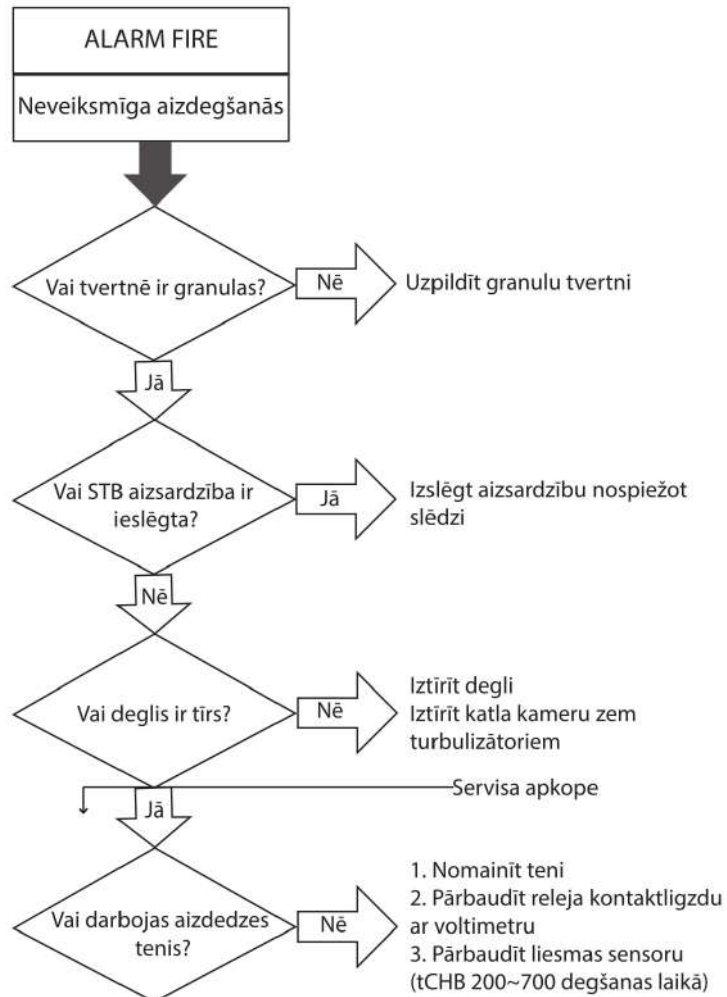 ALARM FIRE
Neveiksmīga aizdegšanās
Vai tvertnē ir granulas?
Nē
Uzpildīt granulu tvertni
Jā
Vai STB aizsardzība ir
ieslēgta?
Jā
Izslēgt aizsardzību nospiežot
slēdzi
Nē
Vai deglis ir tīrs?
Nē
Iztīrīt degli
Iztīrīt katla kameru zem
turbulizātoriem
Servisa apkope
Jā
Vai darbojas aizdedzes
tenis?
Nē
1. Nomainīt teni
2. Pārbaudīt releja kontaktligzdu
ar voltimetru
3. Pārbaudīt liesmas sensoru
(tCHB 200~700 degšanas laikā)